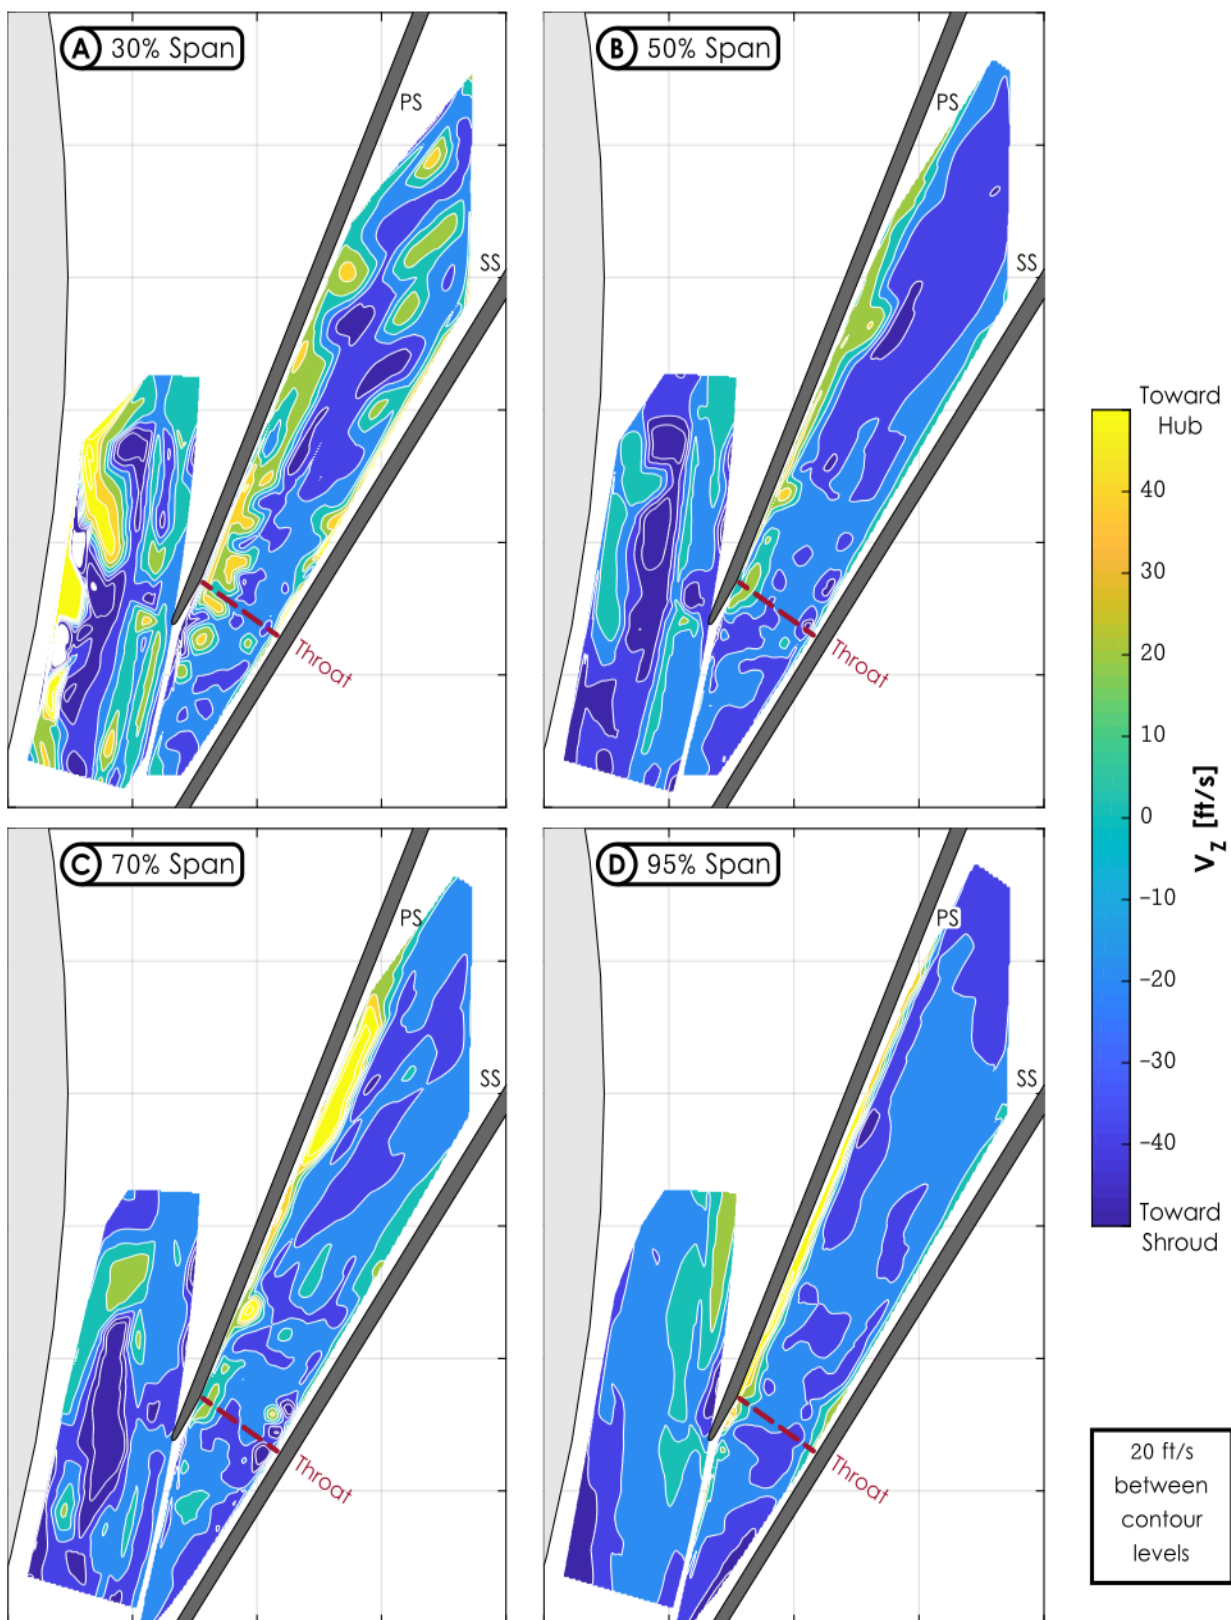 A 30% Span
PS
SS
Throat
B 50% Span
PS
SS
Throat
C 70% Span
PS
SS
Throat
D 95% Span
PS
SS
Throat
Toward
Hub
40
30
20
10
0
−10
−20
−30
−40
Toward
Shroud
VZ [ft/s]
20 ft/s
between
contour
levels